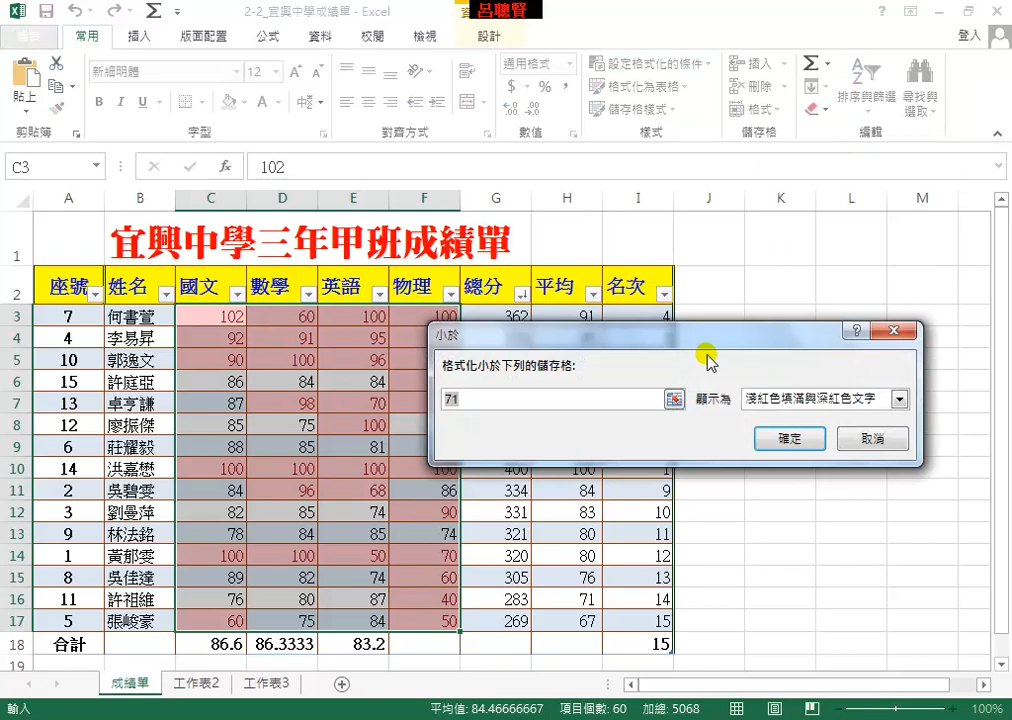 2-2_宜興中學成績單 - Excel
呂聰賢
常用 插入 版面配置 公式 資料 校閱 檢視 設計 登入
新細明體 12 通用格式 設定格式化的條件 插入
貼上 格式化為表格 刪除 排序與篩選 尋找與選取
B I U A 中 $ % , 儲存格樣式 格式
剪貼簿 字型 對齊方式 數值 樣式 儲存格 編輯
C3 fx 102
A B C D E F G H I J K L M
1 宜興中學三年甲班成績單
2 座號 姓名 國文 數學 英語 物理 總分 平均 名次
3 7 何書萱 102 60 100 100 362 91 4
4 4 李易昇 92 91 95
5 10 郭逸文 90 100 96
6 15 許庭亞 86 84 84
7 13 卓亨謙 87 98 70
8 12 廖振傑 85 75 100
9 6 莊耀毅 88 85 81
10 14 洪嘉懋 100 100 100 100 400 100 1
11 2 吳碧雯 84 96 68 86 334 84 9
12 3 劉曼萍 82 85 74 90 331 83 10
13 9 林法銘 78 84 85 74 321 80 11
14 1 黃郁雯 100 100 50 70 320 80 12
15 8 吳佳達 89 82 74 60 305 76 13
16 11 許祖維 76 80 87 40 283 71 14
17 5 張峻豪 60 75 84 50 269 67 15
18 合計 86.6 86.3333 83.2 15
19
小於
格式化小於下列的儲存格:
71 顯示為 淺紅色填滿與深紅色文字
確定 取消
成績單 工作表2 工作表3
輸入 平均值: 84.46666667 項目個數: 60 加總: 5068 100%